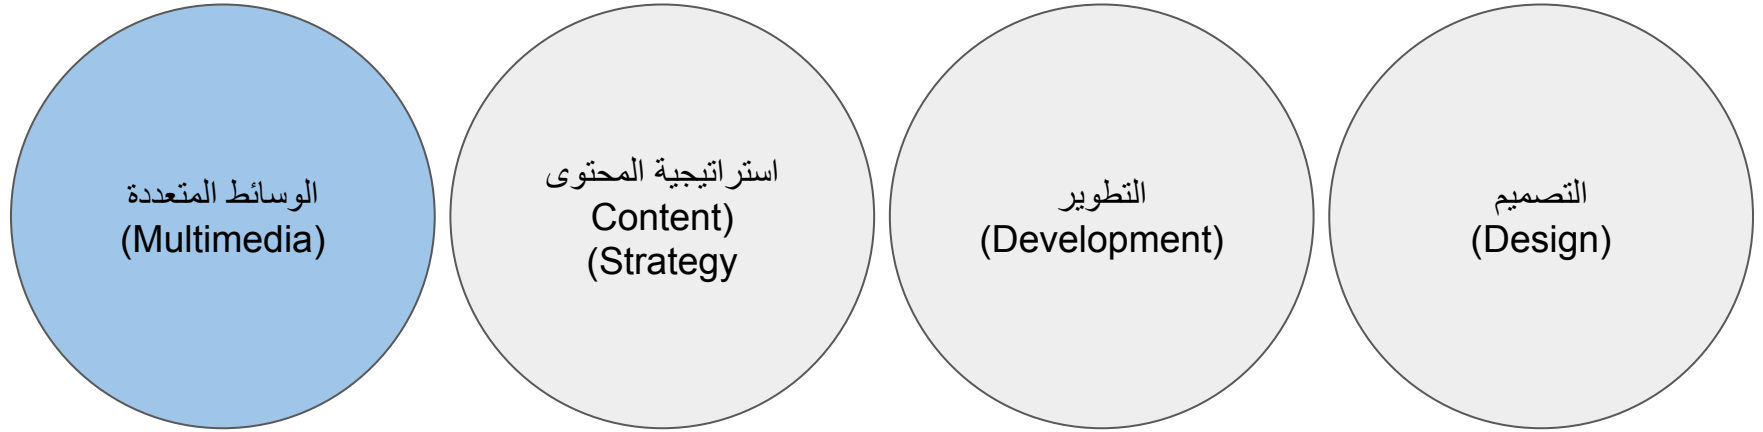 التصميم
(Design)
التطوير
(Development)
استراتيجية المحتوى
Content)
(Strategy
الوسائط المتعددة
(Multimedia)